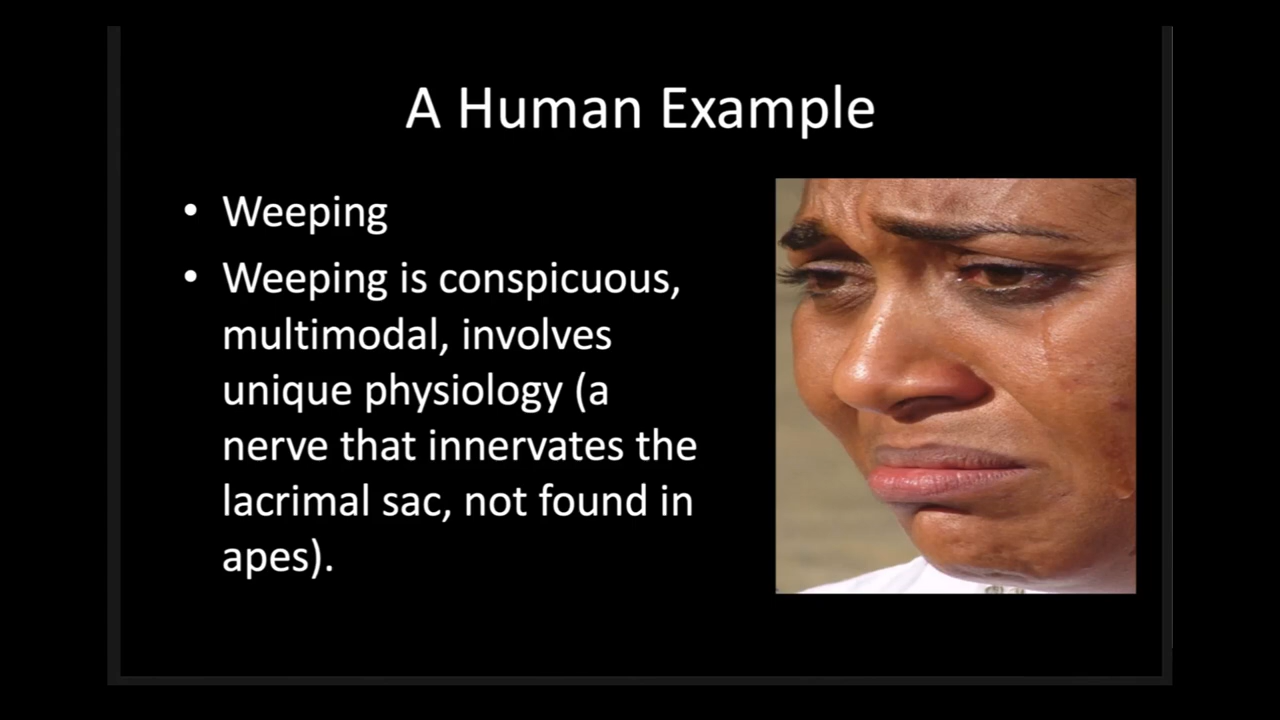 A Human Example
• Weeping
• Weeping is conspicuous,
multimodal, involves
unique physiology (a
nerve that innervates the
lacrimal sac, not found in
apes).